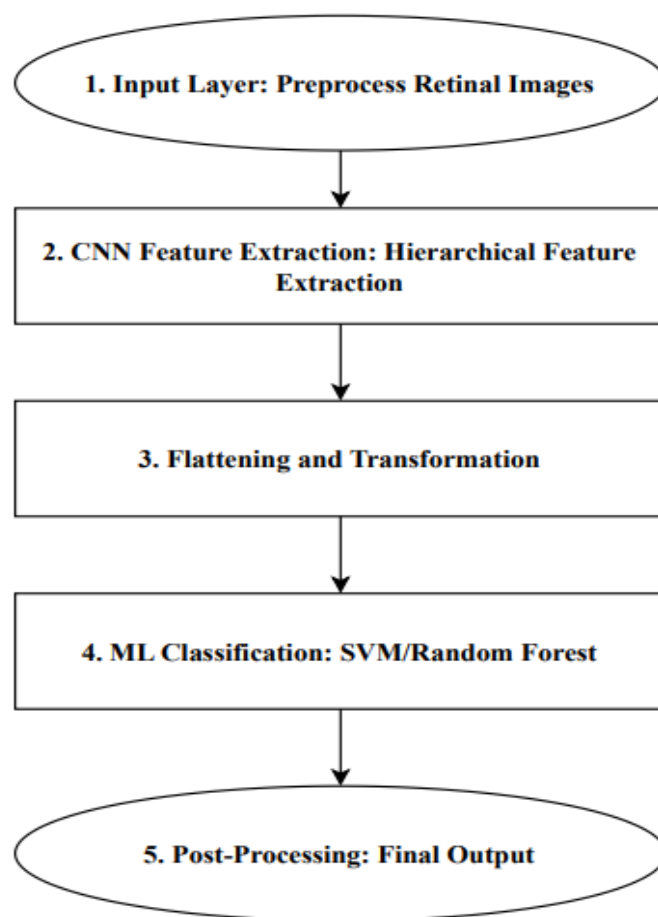 1. Input Layer: Preprocess Retinal Images
2. CNN Feature Extraction: Hierarchical Feature
Extraction
3. Flattening and Transformation
4. ML Classification: SVM/Random Forest
5. Post-Processing: Final Output